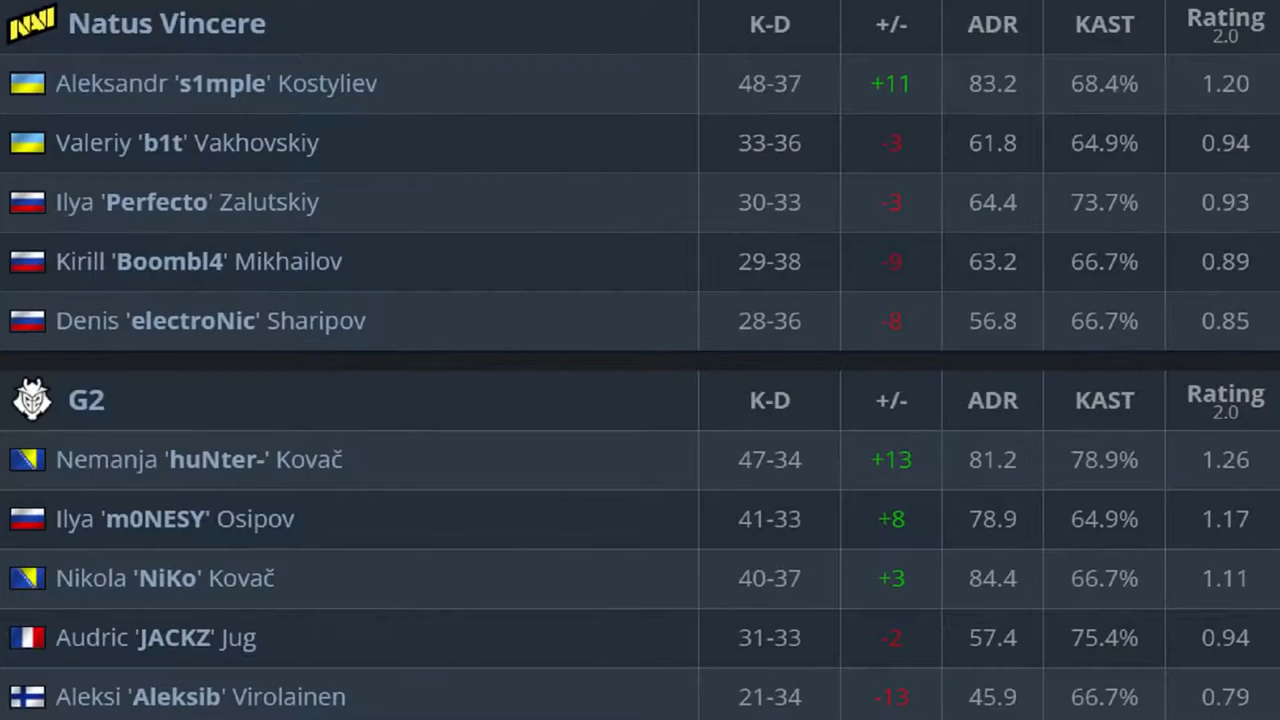 NAVI Natus Vincere K-D +/- ADR KAST Rating 2.0
Aleksandr 's1mple' Kostyliev 48-37 +11 83.2 68.4% 1.20
Valeriy 'b1t' Vakhovskiy 33-36 -3 61.8 64.9% 0.94
Ilya 'Perfecto' Zalutskiy 30-33 -3 64.4 73.7% 0.93
Kirill 'Boombl4' Mikhailov 29-38 -9 63.2 66.7% 0.89
Denis 'electroNic' Sharipov 28-36 -8 56.8 66.7% 0.85
G2 K-D +/- ADR KAST Rating 2.0
Nemanja 'huNter-' Kovač 47-34 +13 81.2 78.9% 1.26
Ilya 'm0NESY' Osipov 41-33 +8 78.9 64.9% 1.17
Nikola 'NiKo' Kovač 40-37 +3 84.4 66.7% 1.11
Audric 'JACKZ' Jug 31-33 -2 57.4 75.4% 0.94
Aleksi 'Aleksib' Virolainen 21-34 -13 45.9 66.7% 0.79